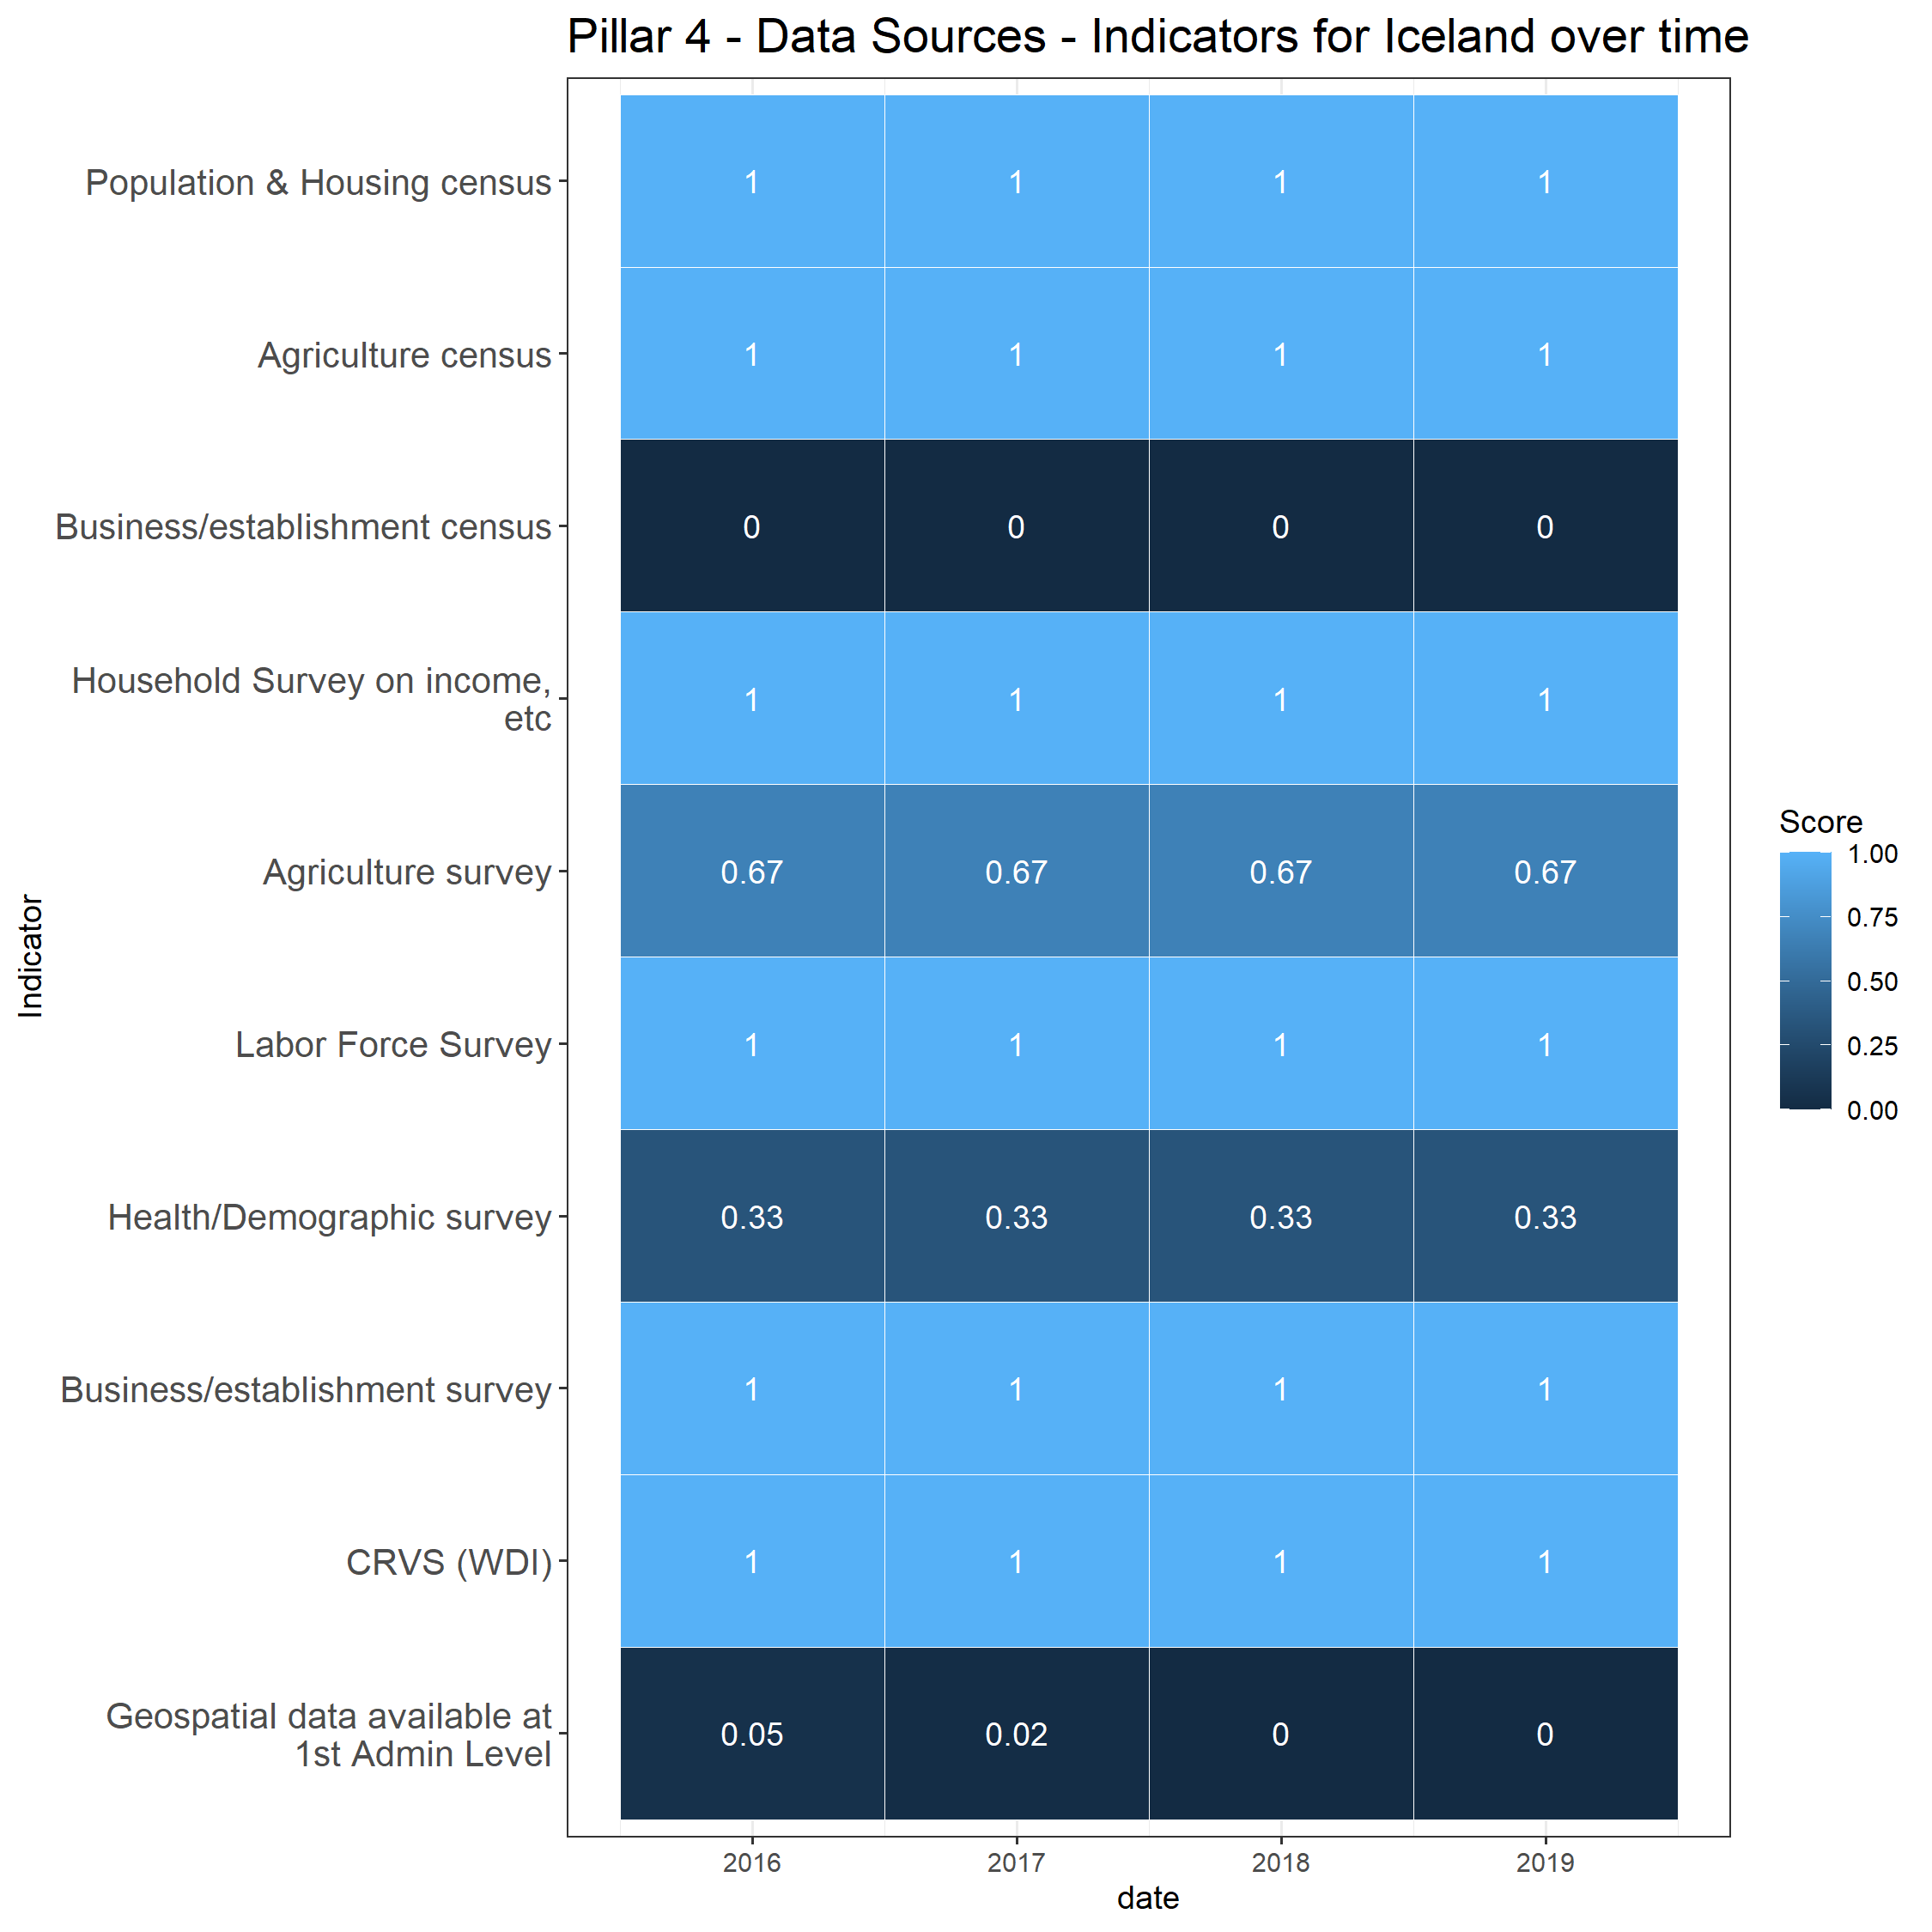 Pillar 4 - Data Sources - Indicators for Iceland over time
Indicator
Population & Housing census
1 1 1 1
Agriculture census
1 1 1 1
Business/establishment census
0 0 0 0
Household Survey on income,
etc
1 1 1 1
Agriculture survey
0.67 0.67 0.67 0.67
Labor Force Survey
1 1 1 1
Health/Demographic survey
0.33 0.33 0.33 0.33
Business/establishment survey
1 1 1 1
CRVS (WDI)
1 1 1 1
Geospatial data available at
1st Admin Level
0.05 0.02 0 0
2016 2017 2018 2019
date
Score
1.00
0.75
0.50
0.25
0.00